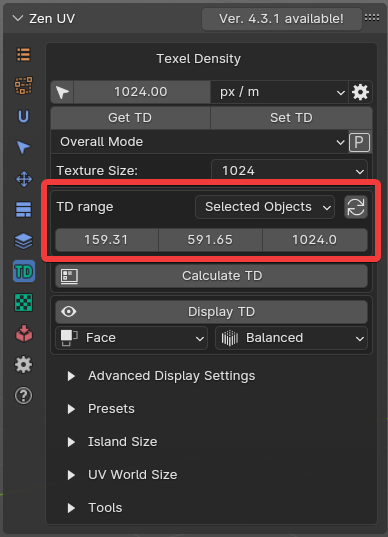 Zen UV
Ver. 4.3.1 available!
Texel Density
1024.00 px / m
Get TD Set TD
Overall Mode P
Texture Size: 1024
TD range Selected Objects
159.31 591.65 1024.0
Calculate TD
Display TD
Face Balanced
Advanced Display Settings
Presets
Island Size
UV World Size
Tools
TD